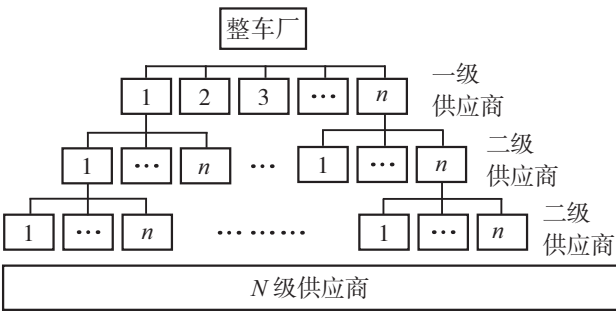 整车厂
1 2 3 … n 一级
供应商
1 … n … 1 … n 二级
供应商
1 … n ……… 1 … n 二级
供应商
N级供应商